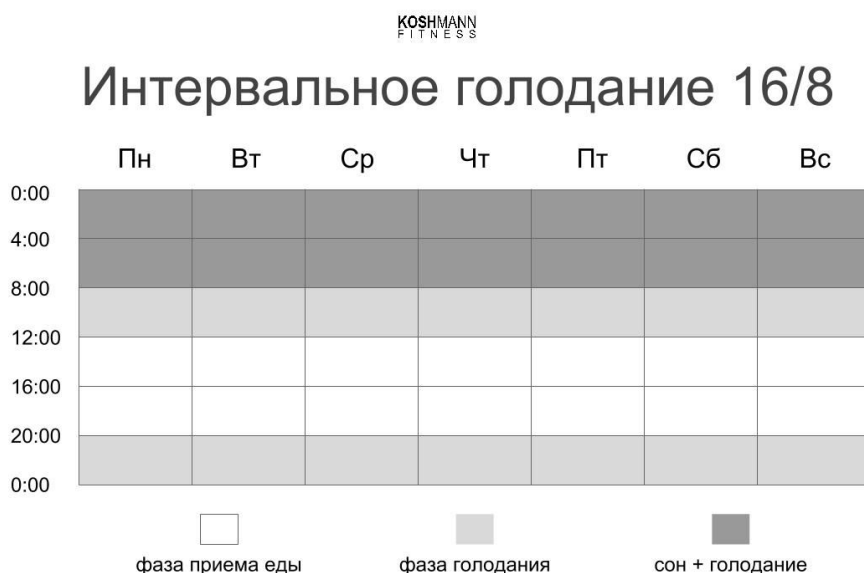 KOSHMANN
FITNESS
Интервальное голодание 16/8
Пн Вт Ср Чт Пт Сб Вс
0:00
4:00
8:00
12:00
16:00
20:00
0:00
фаза приема еды фаза голодания сон + голодание